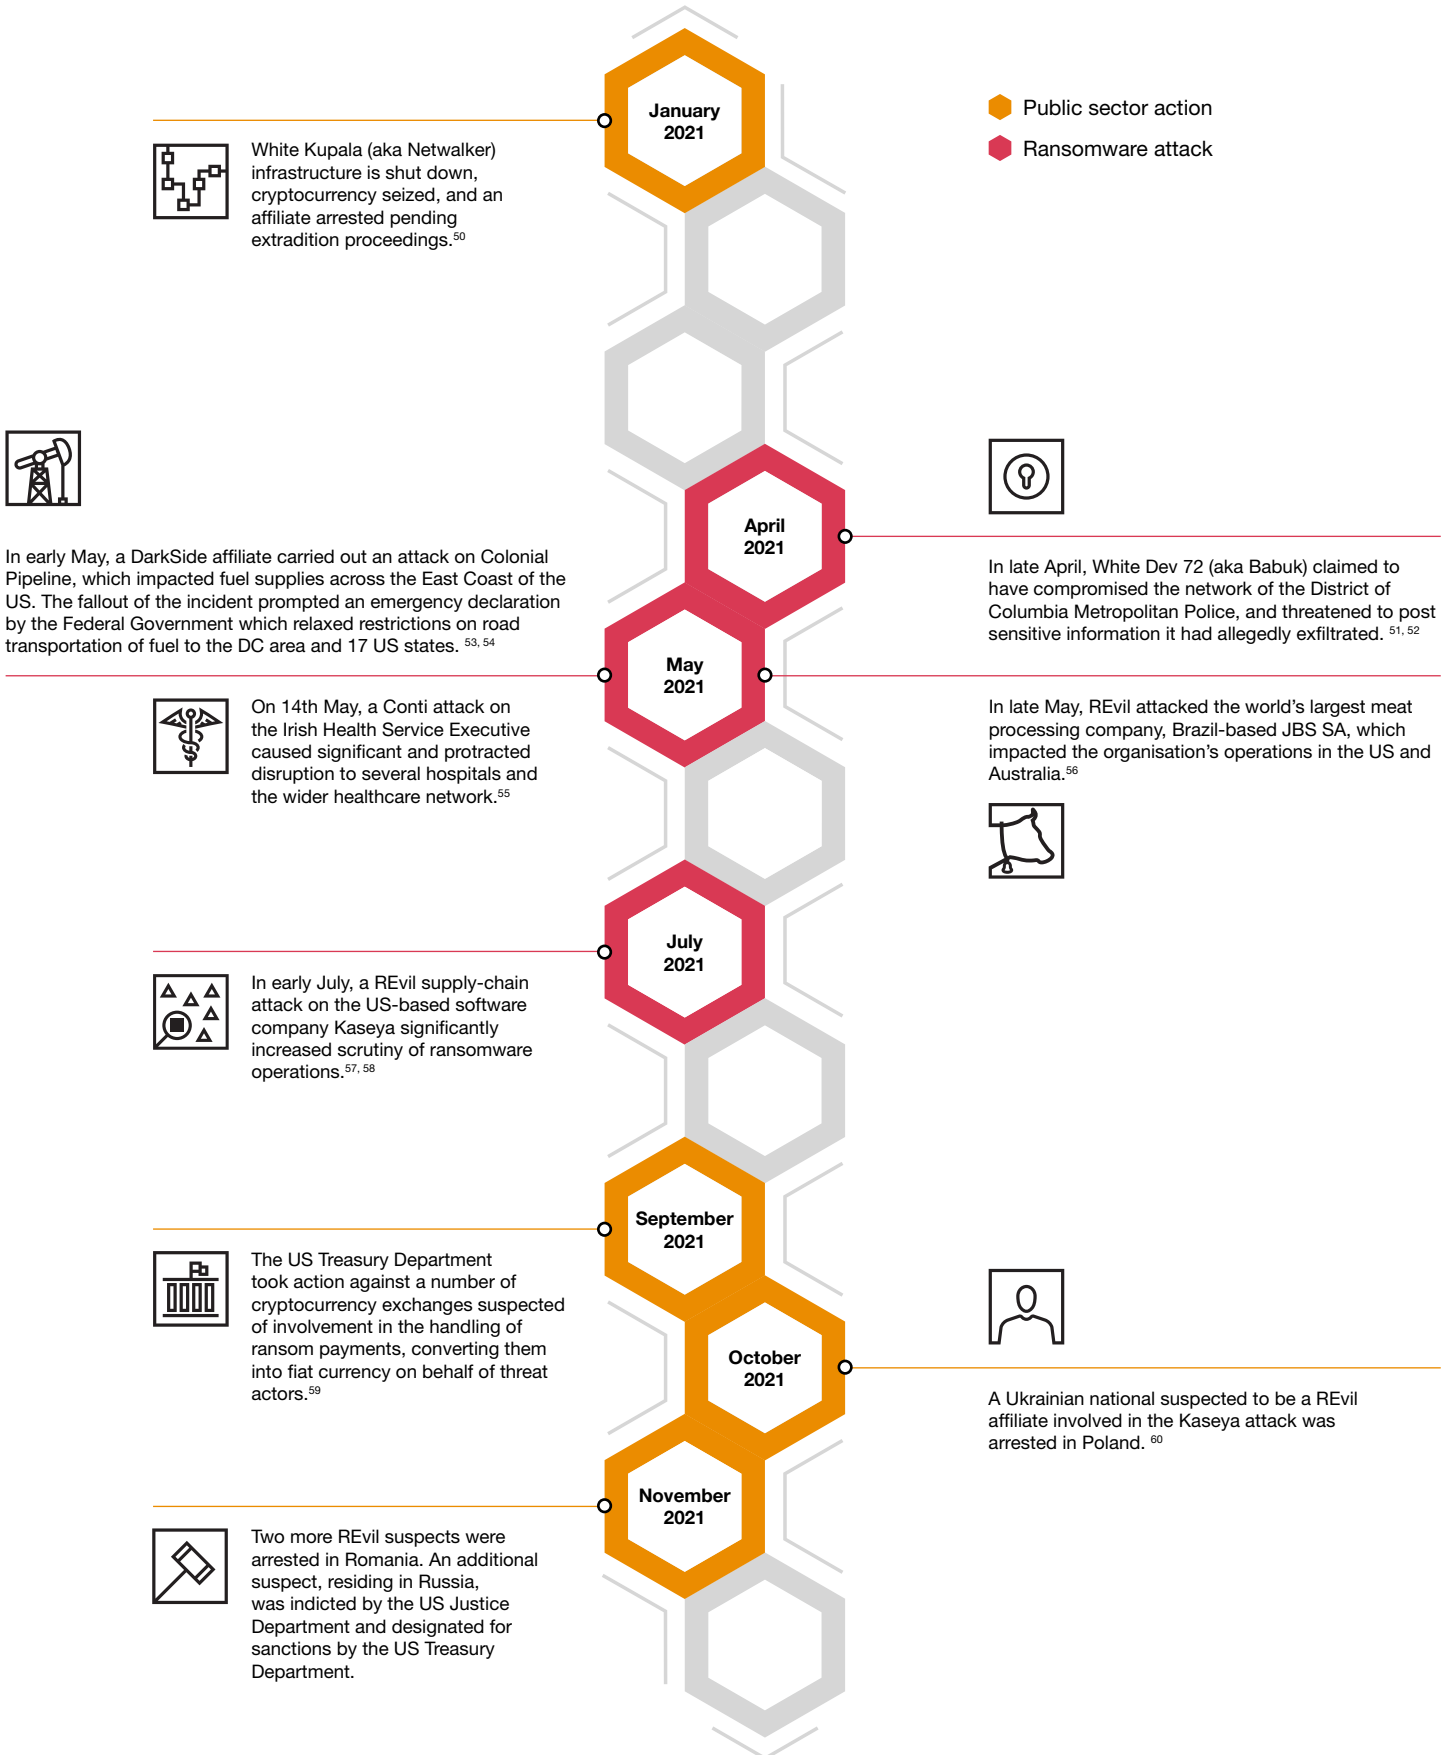 January
2021
Public sector action
Ransomware attack
White Kupala (aka Netwalker)
infrastructure is shut down,
cryptocurrency seized, and an
affiliate arrested pending
extradition proceedings.50
April
2021
In late April, White Dev 72 (aka Babuk) claimed to
have compromised the network of the District of
Columbia Metropolitan Police, and threatened to post
sensitive information it had allegedly exfiltrated. 51, 52
In early May, a DarkSide affiliate carried out an attack on Colonial
Pipeline, which impacted fuel supplies across the East Coast of the
US. The fallout of the incident prompted an emergency declaration
by the Federal Government which relaxed restrictions on road
transportation of fuel to the DC area and 17 US states. 53, 54
May
2021
On 14th May, a Conti attack on
the Irish Health Service Executive
caused significant and protracted
disruption to several hospitals and
the wider healthcare network.55
In late May, REvil attacked the world's largest meat
processing company, Brazil-based JBS SA, which
impacted the organisation's operations in the US and
Australia.56
July
2021
In early July, a REvil supply-chain
attack on the US-based software
company Kaseya significantly
increased scrutiny of ransomware
operations.57, 58
September
2021
The US Treasury Department
took action against a number of
cryptocurrency exchanges suspected
of involvement in the handling of
ransom payments, converting them
into fiat currency on behalf of threat
actors.59
October
2021
A Ukrainian national suspected to be a REvil
affiliate involved in the Kaseya attack was
arrested in Poland. 60
November
2021
Two more REvil suspects were
arrested in Romania. An additional
suspect, residing in Russia,
was indicted by the US Justice
Department and designated for
sanctions by the US Treasury
Department.